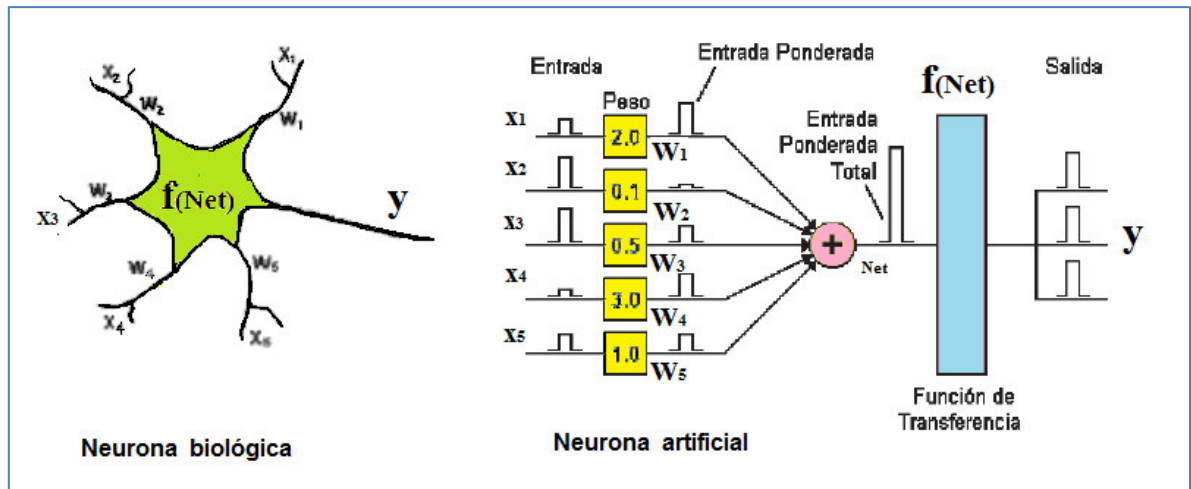 X₂
X₁
W₂
W₁
W₃
X3
f(Net)
y
W₄
W₅
X₄
X₅
Neurona biológica
Entrada Ponderada
Entrada
Peso
f(Net)
Salida
X1
2.0
W₁
Entrada
Ponderada
Total
X2
0.1
W₂
X3
0.5
W₃
+
Net
y
X4
3.0
W₄
X5
1.0
W₅
Función de
Transferencia
Neurona artificial